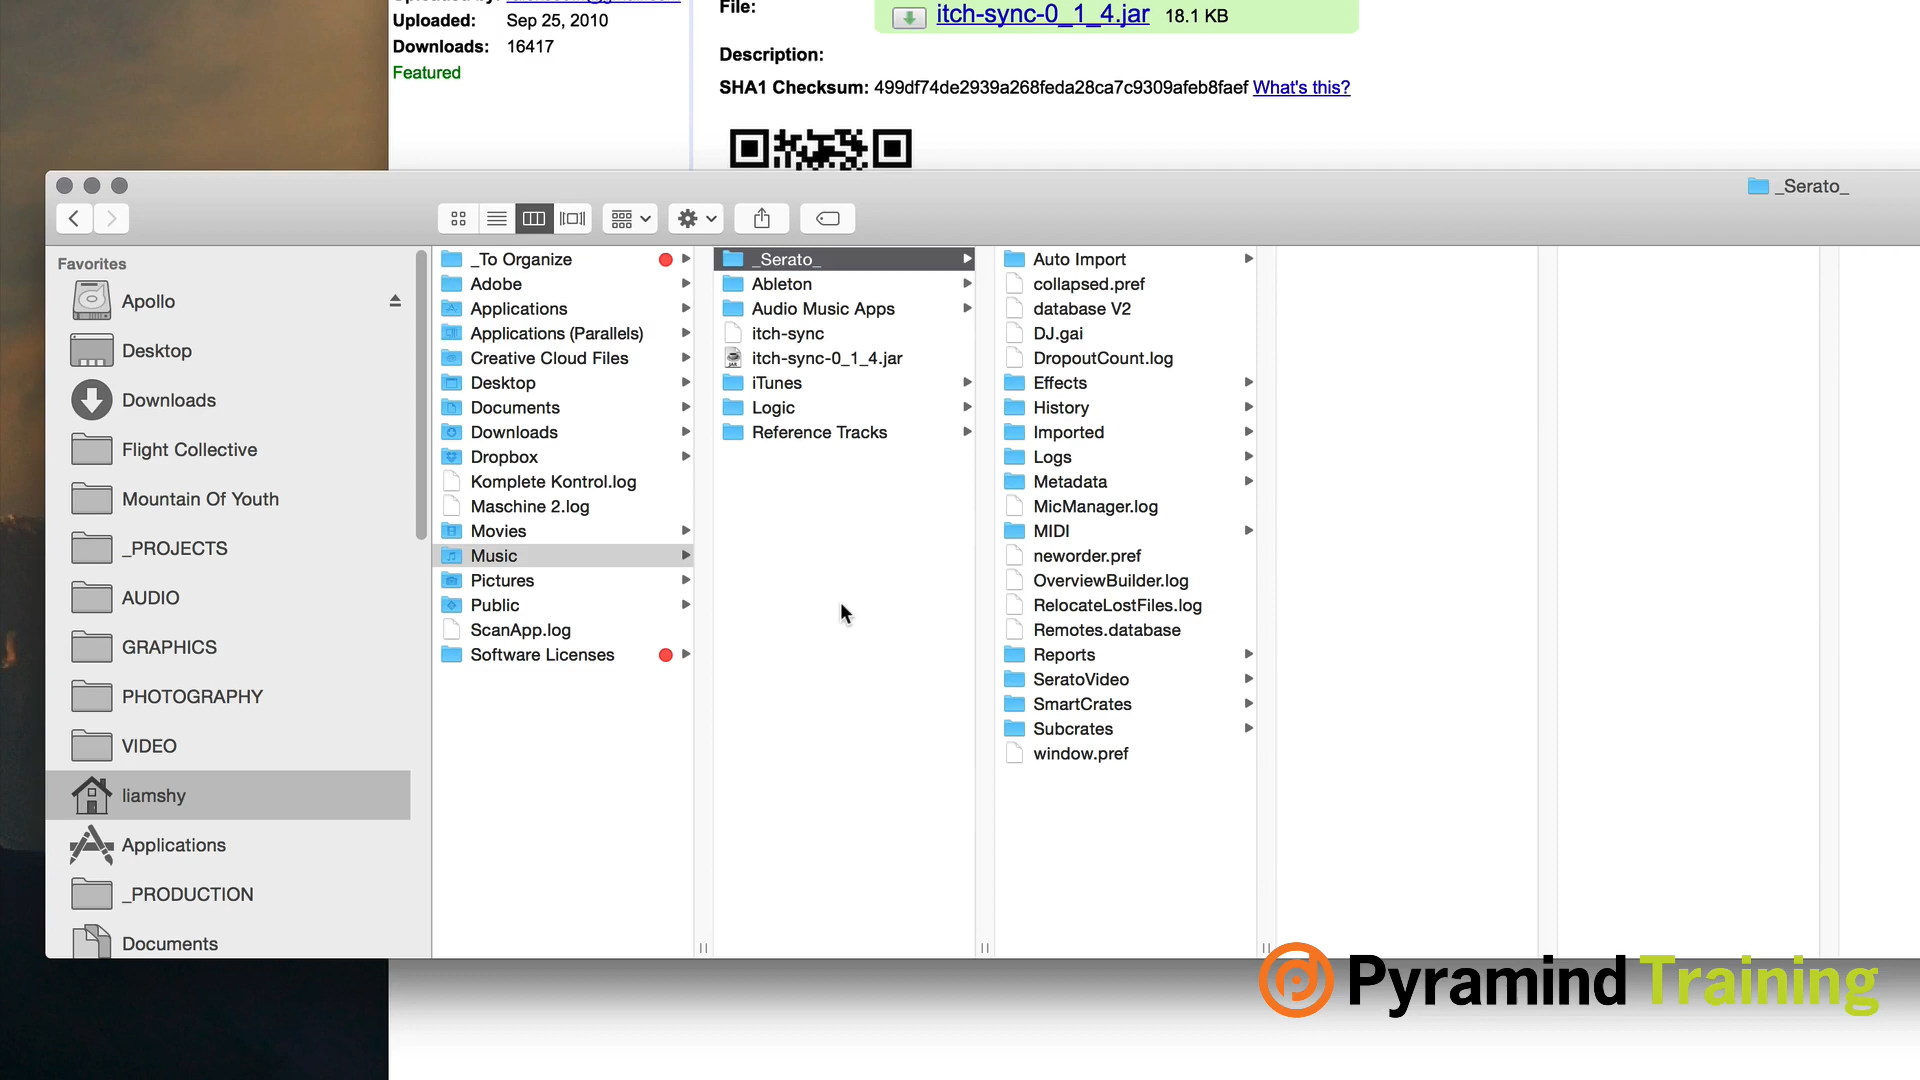 Uploaded: Sep 25, 2010
Downloads: 16417
Featured
File: itch-sync-0_1_4.jar 18.1 KB
Description:
SHA1 Checksum: 499df74de2939a268feda28ca7c9309afeb8faef What's this?
_Serato_
Favorites
Apollo
Desktop
Downloads
Flight Collective
Mountain Of Youth
_PROJECTS
AUDIO
GRAPHICS
PHOTOGRAPHY
VIDEO
liamshy
Applications
_PRODUCTION
Documents
_To Organize
Adobe
Applications
Applications (Parallels)
Creative Cloud Files
Desktop
Documents
Downloads
Dropbox
Komplete Kontrol.log
Maschine 2.log
Movies
Music
Pictures
Public
ScanApp.log
Software Licenses
_Serato_
Ableton
Audio Music Apps
itch-sync
itch-sync-0_1_4.jar
iTunes
Logic
Reference Tracks
Auto Import
collapsed.pref
database V2
DJ.gai
DropoutCount.log
Effects
History
Imported
Logs
Metadata
MicManager.log
MIDI
neworder.pref
OverviewBuilder.log
RelocateLostFiles.log
Remotes.database
Reports
SeratoVideo
SmartCrates
Subcrates
window.pref
Pyramind Training